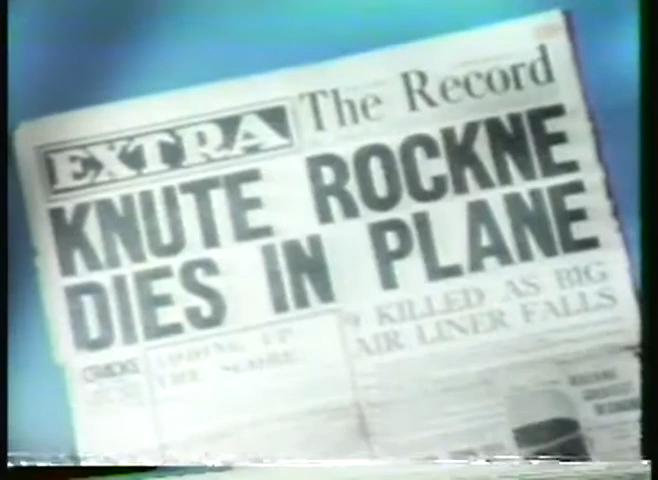 EXTRA The Record
KNUTE ROCKNE
DIES IN PLANE
KILLED AS BIG
AIR LINER FALLS